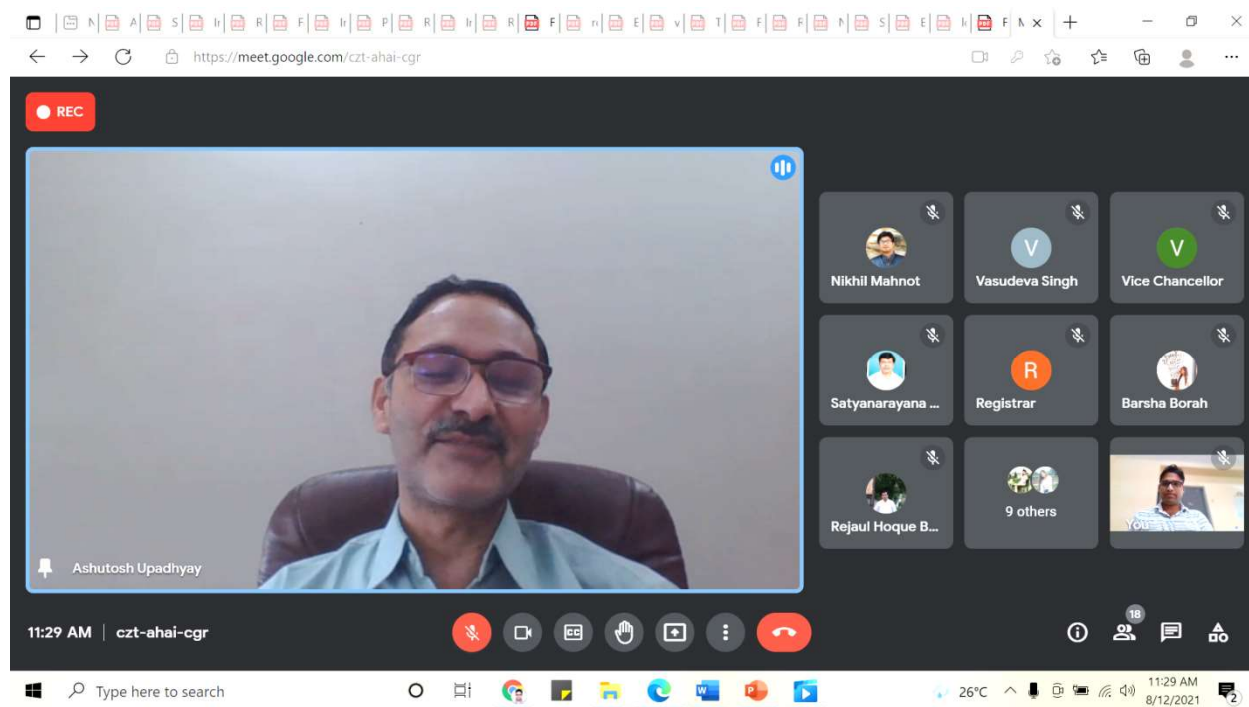 https://meet.google.com/czt-ahai-cgr
REC
Nikhil Mahnot
Vasudeva Singh
Vice Chancellor
V
V
Satyanarayana ...
Registrar
Barsha Borah
R
Rejaul Hoque B...
9 others
You
Ashutosh Upadhyay
11:29 AM | czt-ahai-cgr
CC
18
Type here to search
26°C
11:29 AM
8/12/2021
2